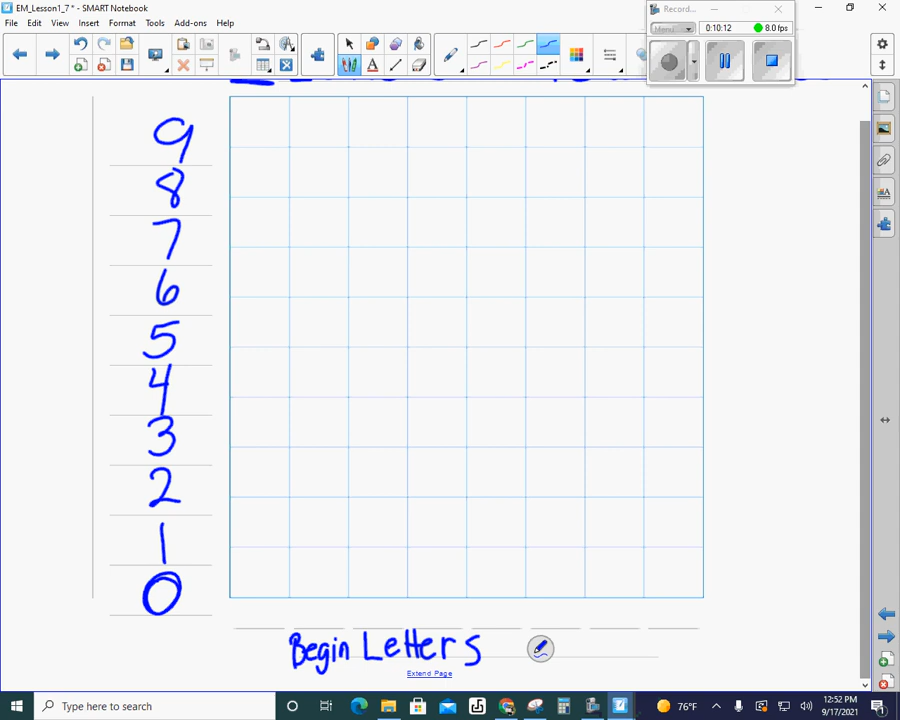 EM_Lesson1_7 * - SMART Notebook
Record...
File Edit View Insert Format Tools Add-ons Help
Menu 0:10:12 8.0 fps
9
8
7
6
5
4
3
2
1
0
Begin Letters
Extend Page
Type here to search
76°F
12:52 PM
9/17/2021
1